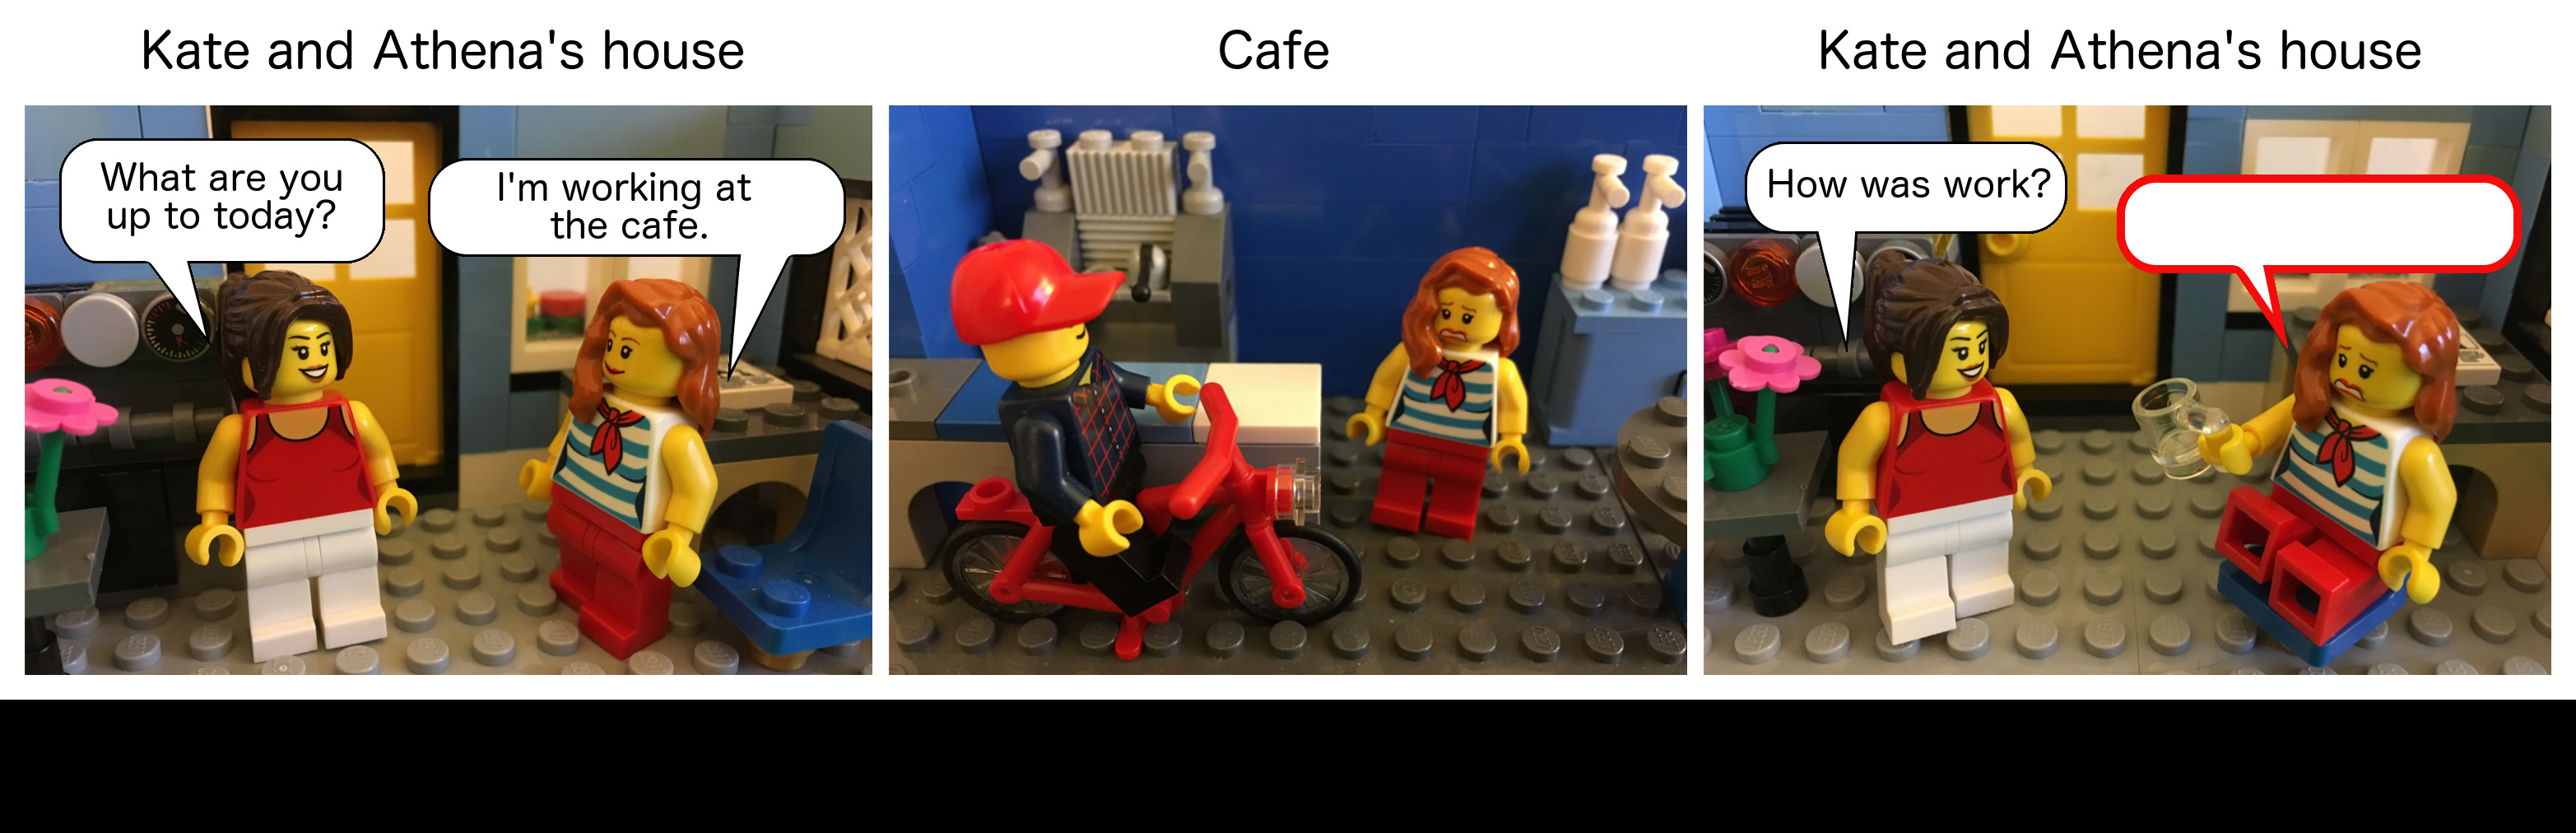 Kate and Athena's house
What are you
up to today?
I'm working at
the cafe.
Cafe
Kate and Athena's house
How was work?